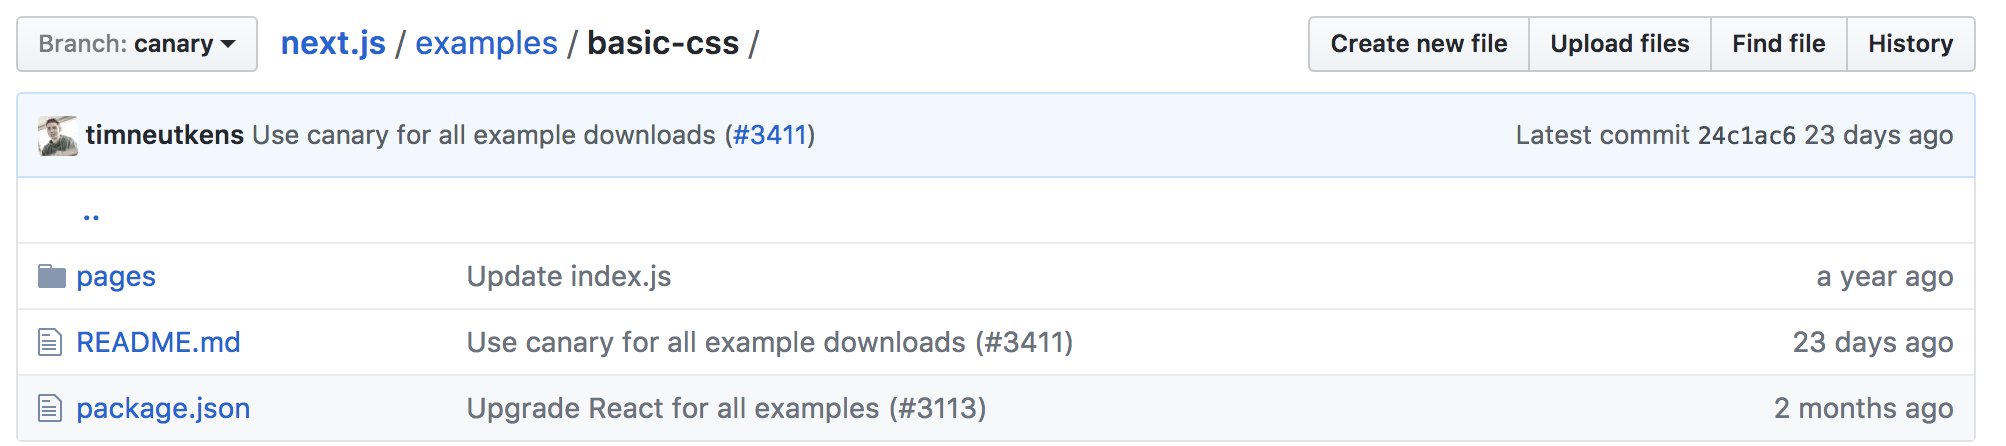 Branch: canary next.js / examples / basic-css / Create new file Upload files Find file History
timneutkens Use canary for all example downloads (#3411) Latest commit 24c1ac6 23 days ago
..
pages Update index.js a year ago
README.md Use canary for all example downloads (#3411) 23 days ago
package.json Upgrade React for all examples (#3113) 2 months ago